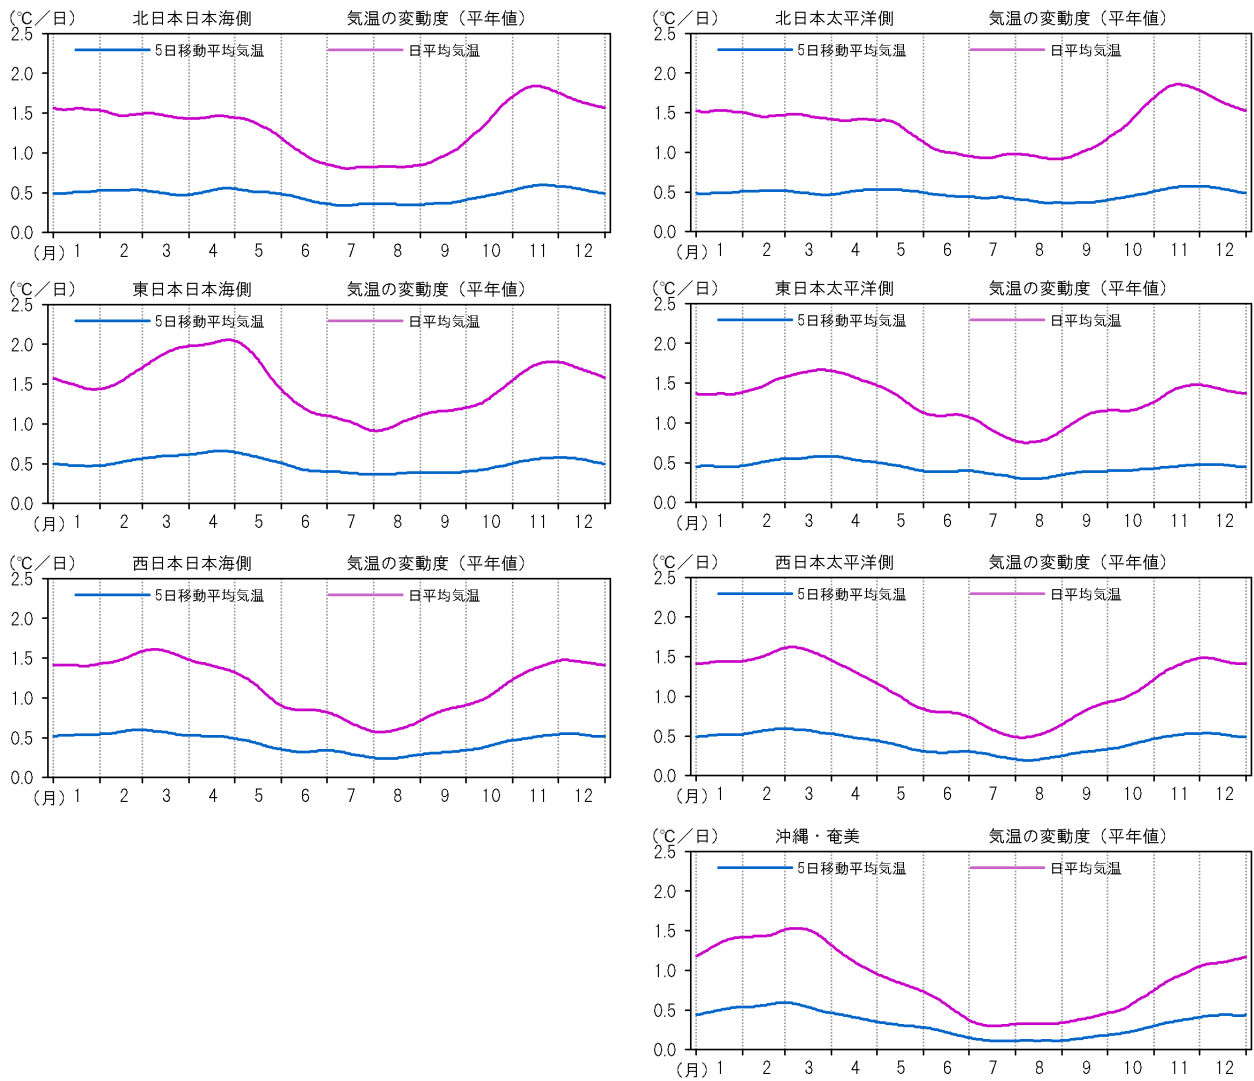 (℃／日) 北日本日本海側 気温の変動度（平年値）
5日移動平均気温 日平均気温
2.5
2.0
1.5
1.0
0.5
0.0
(月) 1 2 3 4 5 6 7 8 9 10 11 12
(℃／日) 北日本太平洋側 気温の変動度（平年値）
5日移動平均気温 日平均気温
2.5
2.0
1.5
1.0
0.5
0.0
(月) 1 2 3 4 5 6 7 8 9 10 11 12
(℃／日) 東日本日本海側 気温の変動度（平年値）
5日移動平均気温 日平均気温
2.5
2.0
1.5
1.0
0.5
0.0
(月) 1 2 3 4 5 6 7 8 9 10 11 12
(℃／日) 東日本太平洋側 気温の変動度（平年値）
5日移動平均気温 日平均気温
2.5
2.0
1.5
1.0
0.5
0.0
(月) 1 2 3 4 5 6 7 8 9 10 11 12
(℃／日) 西日本日本海側 気温の変動度（平年値）
5日移動平均気温 日平均気温
2.5
2.0
1.5
1.0
0.5
0.0
(月) 1 2 3 4 5 6 7 8 9 10 11 12
(℃／日) 西日本太平洋側 気温の変動度（平年値）
5日移動平均気温 日平均気温
2.5
2.0
1.5
1.0
0.5
0.0
(月) 1 2 3 4 5 6 7 8 9 10 11 12
(℃／日) 沖縄・奄美 気温の変動度（平年値）
5日移動平均気温 日平均気温
2.5
2.0
1.5
1.0
0.5
0.0
(月) 1 2 3 4 5 6 7 8 9 10 11 12